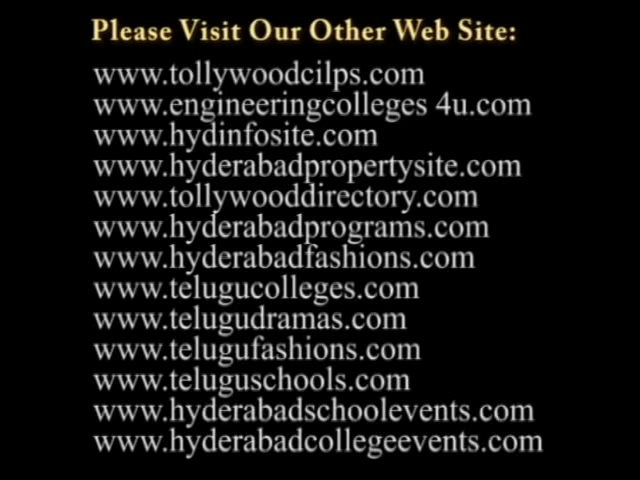 Please Visit Our Other Web Site:
www.tollywoodcilps.com
www.engineeringcolleges 4u.com
www.hydinfosite.com
www.hyderabadpropertysite.com
www.tollywooddirectory.com
www.hyderabadprograms.com
www.hyderabadfashions.com
www.telugucolleges.com
www.telugudramas.com
www.telugufashions.com
www.teluguschools.com
www.hyderabadschoolevents.com
www.hyderabadcollegeevents.com